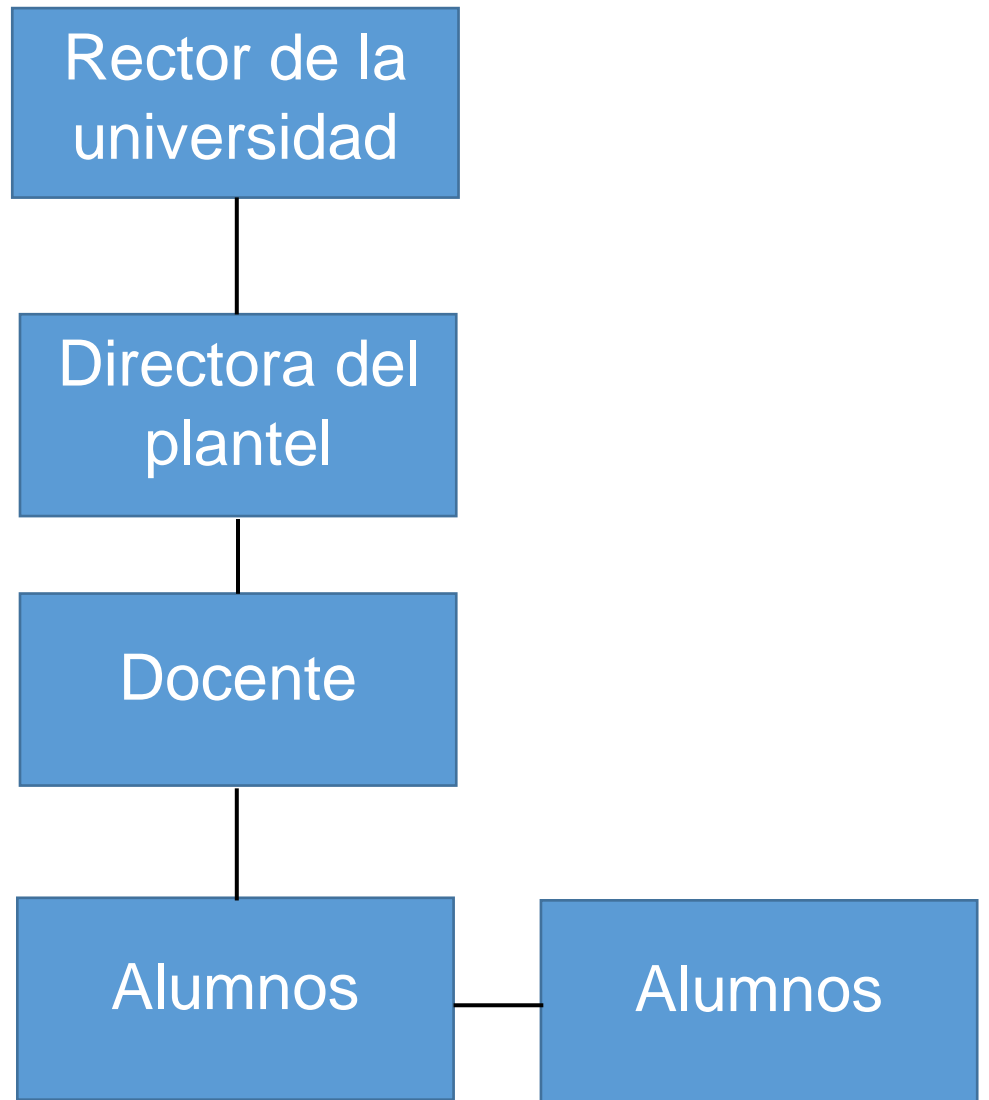 Rector de la
universidad
Directora del
plantel
Docente
Alumnos
Alumnos